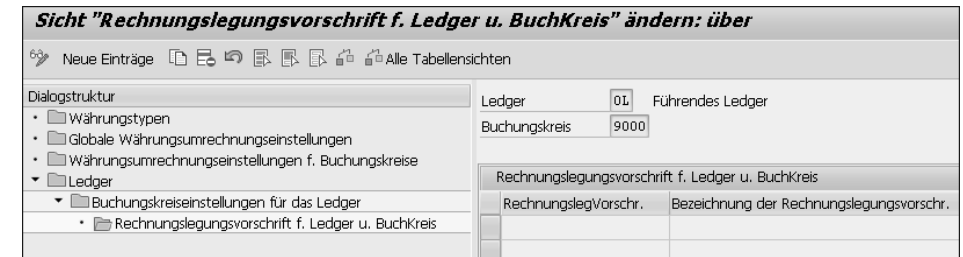 Sicht "Rechnungslegungsvorschrift f. Ledger u. BuchKreis" ändern: über
Neue Einträge Alle Tabellensichten
Dialogstruktur
Währungstypen
Globale Währungsumrechnungseinstellungen
Währungsumrechnungseinstellungen f. Buchungskreise
Ledger
Buchungskreiseinstellungen für das Ledger
Rechnungslegungsvorschrift f. Ledger u. BuchKreis
Ledger 0L Führendes Ledger
Buchungskreis 9000
Rechnungslegungsvorschrift f. Ledger u. BuchKreis
RechnungslegVorschr. Bezeichnung der Rechnungslegungsvorschr.